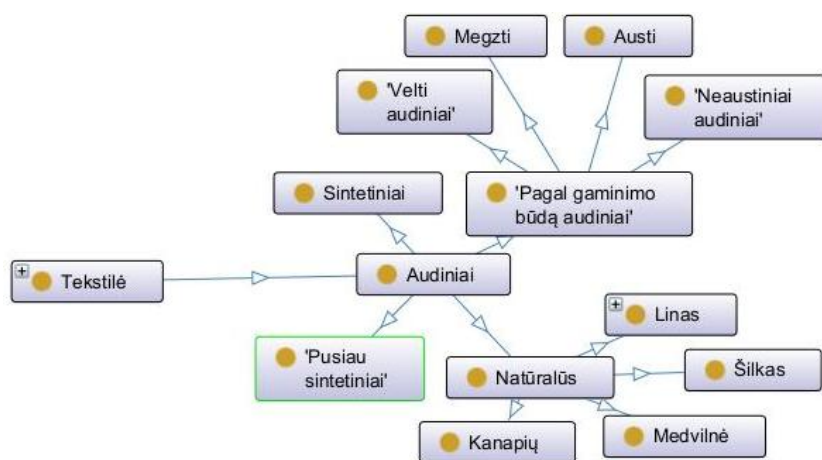 Megzti
Austi
'Velti
audiniai'
'Neaustiniai
audiniai'
Sintetiniai
'Pagal gaminimo
būdą audiniai'
Tekstilė
Audiniai
Linas
'Pusiau
sintetiniai'
Natūralūs
Šilkas
Kanapių
Medvilnė